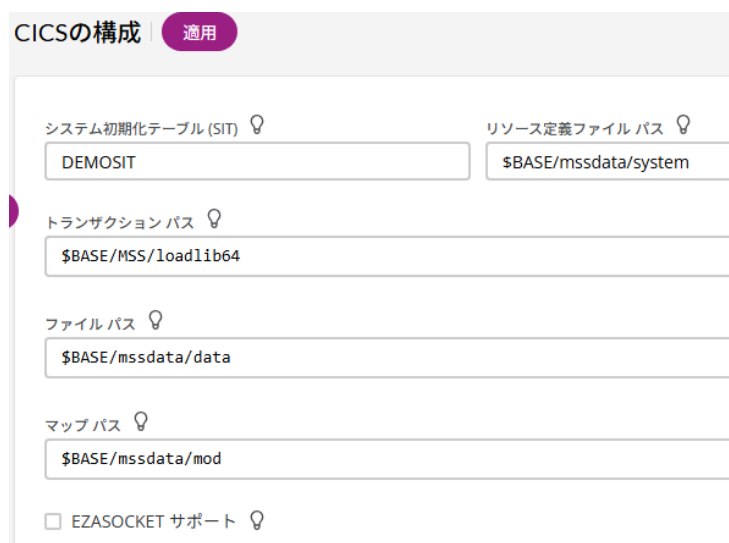 CICSの構成 適用
システム初期化テーブル (SIT) リソース定義ファイル パス
DEMOSIT $BASE/mssdata/system
トランザクション パス
$BASE/MSS/loadlib64
ファイル パス
$BASE/mssdata/data
マップ パス
$BASE/mssdata/mod
EZASOCKET サポート